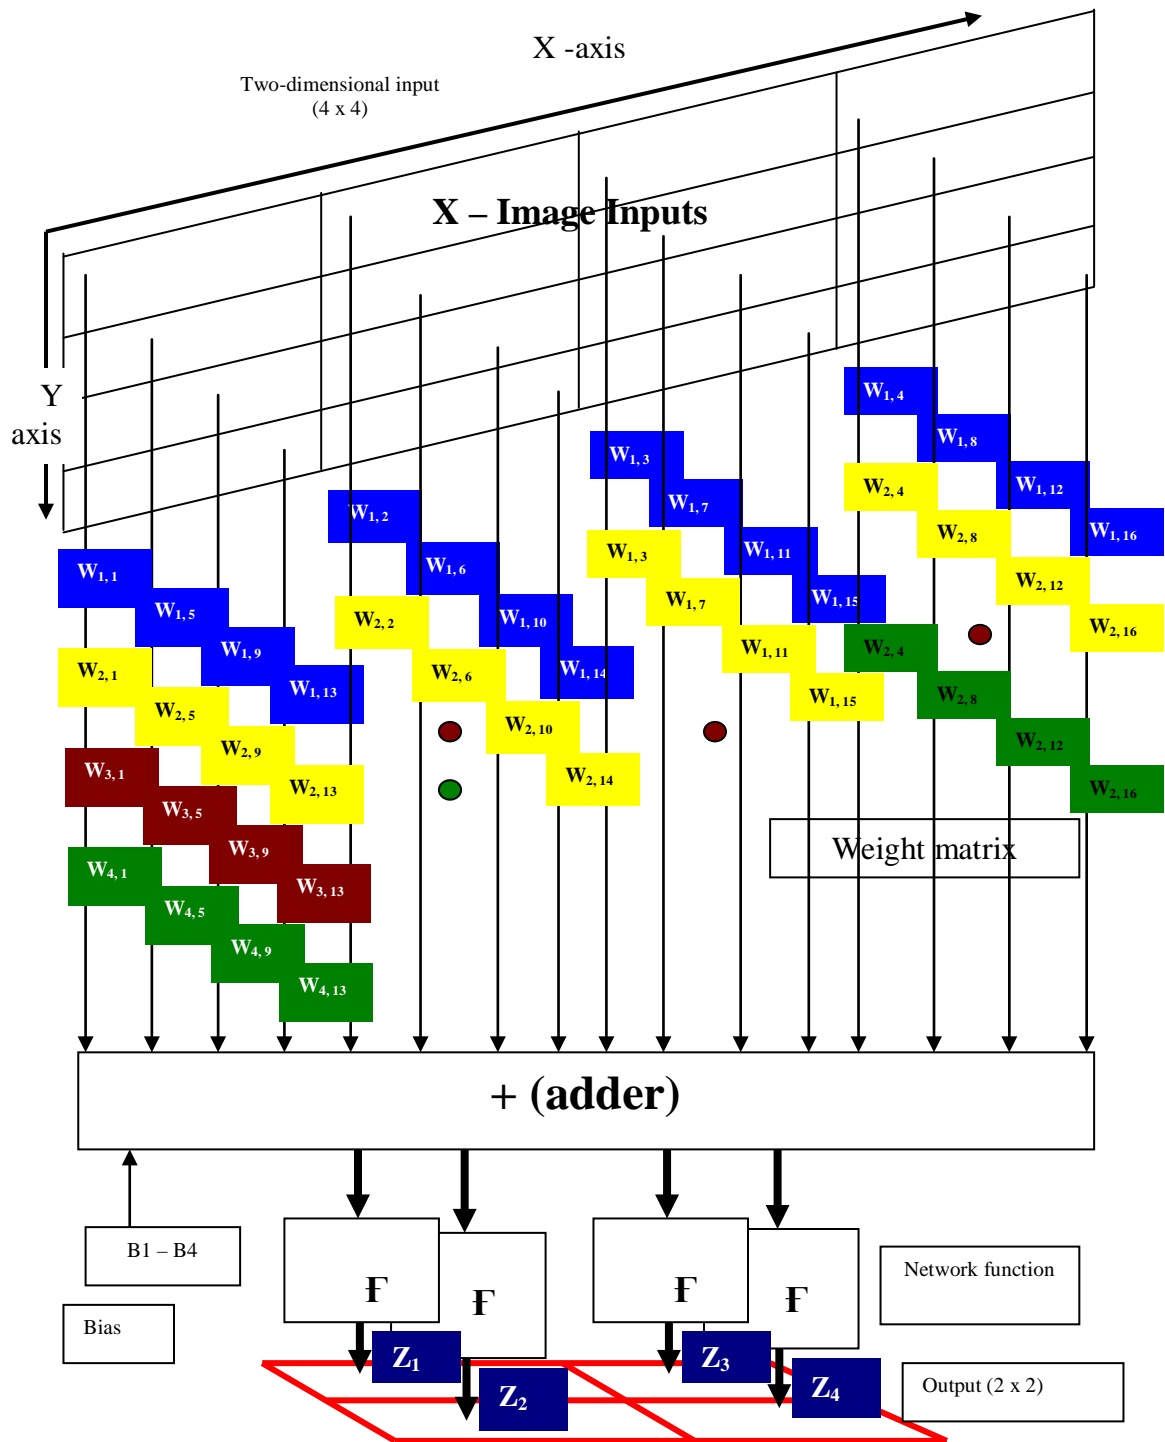 X -axis
Two-dimensional input
(4 x 4)
X – Image Inputs
Y
axis
W1, 4
W1, 8
W1, 12
W1, 16
W1, 3
W1, 7
W1, 11
W1, 15
W1, 2
W1, 6
W1, 10
W1, 14
W1, 1
W1, 5
W1, 9
W1, 13
W2, 4
W2, 8
W2, 12
W2, 16
W1, 3
W1, 7
W1, 11
W1, 15
W2, 2
W2, 6
W2, 10
W2, 14
W2, 1
W2, 5
W2, 9
W2, 13
W2, 4
W2, 8
W2, 12
W2, 16
W3, 1
W3, 5
W3, 9
W3, 13
W4, 1
W4, 5
W4, 9
W4, 13
Weight matrix
+ (adder)
B1 – B4
Bias
F
F
F
F
Network function
Z1
Z2
Z3
Z4
Output (2 x 2)